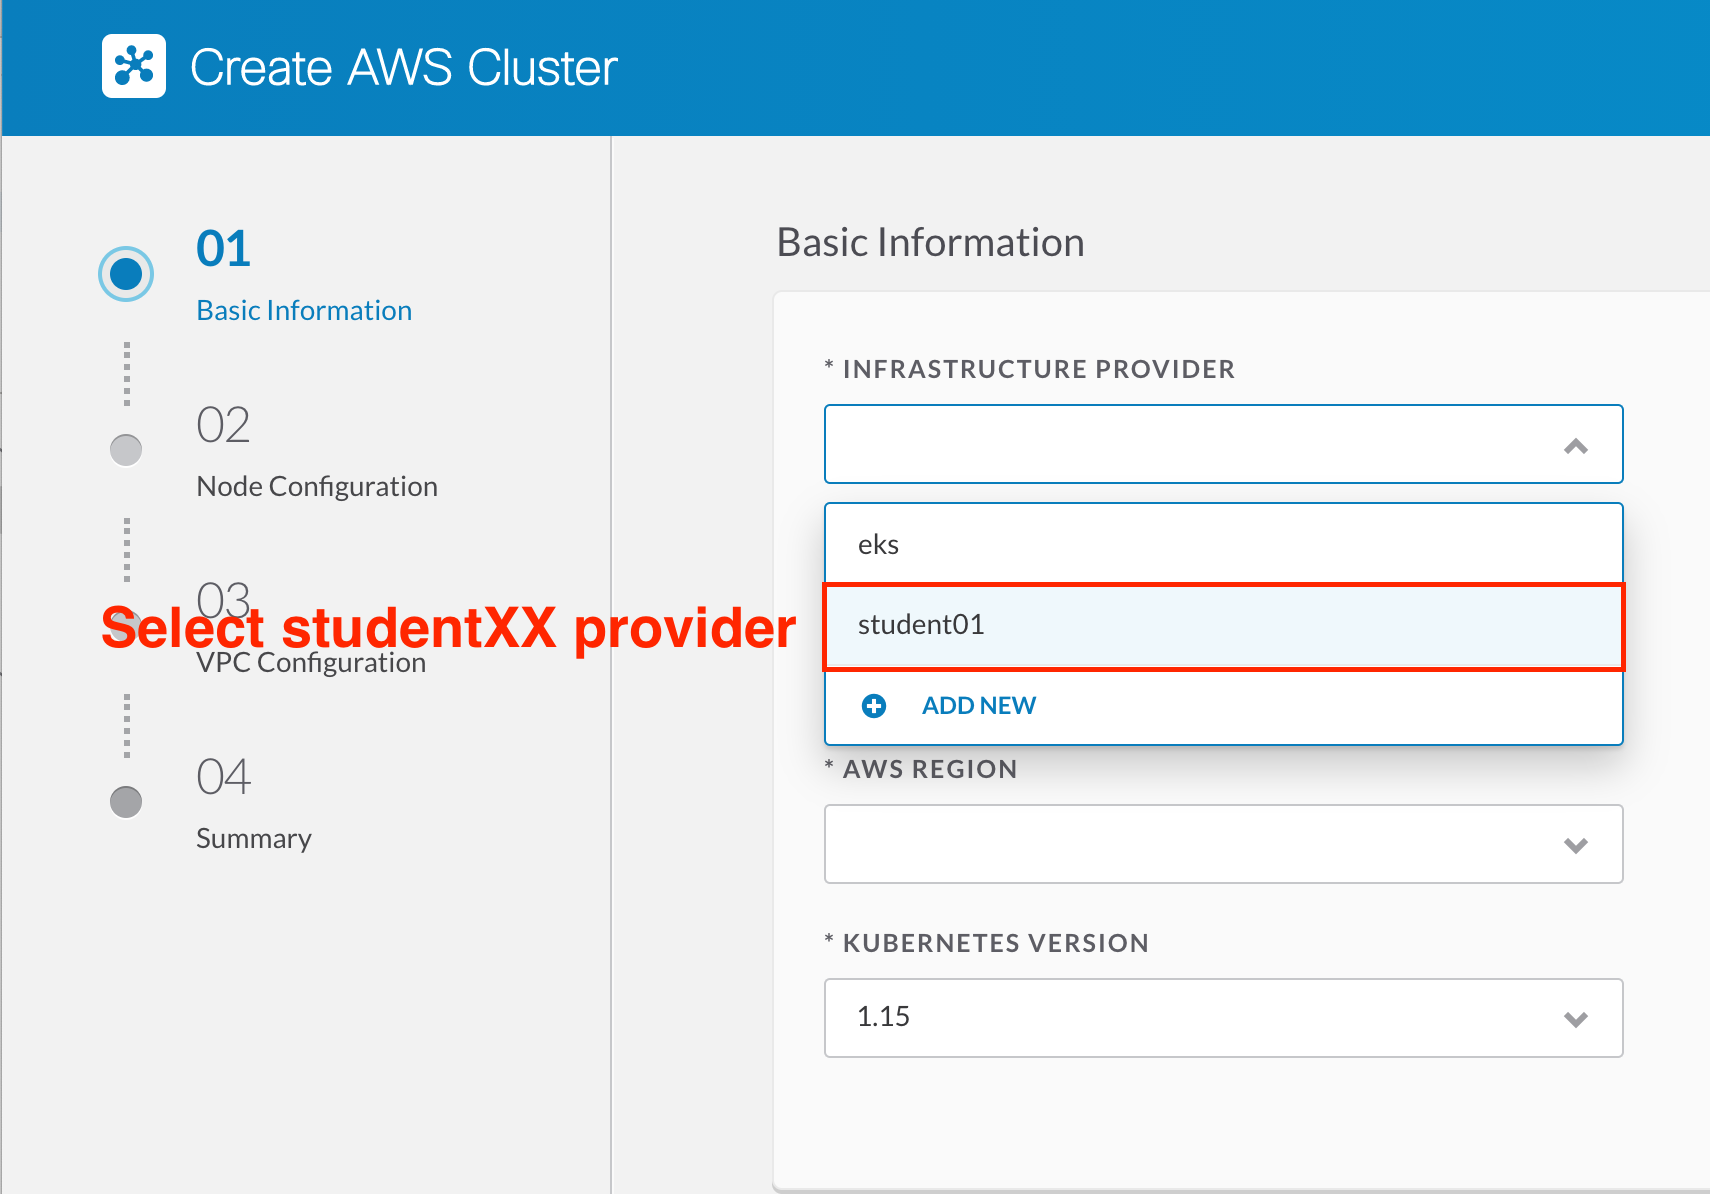 Create AWS Cluster
01
Basic Information
02
Node Configuration
03
Select studentXX provider
VPC Configuration
04
Summary
Basic Information
* INFRASTRUCTURE PROVIDER
eks
student01
ADD NEW
* AWS REGION
* KUBERNETES VERSION
1.15